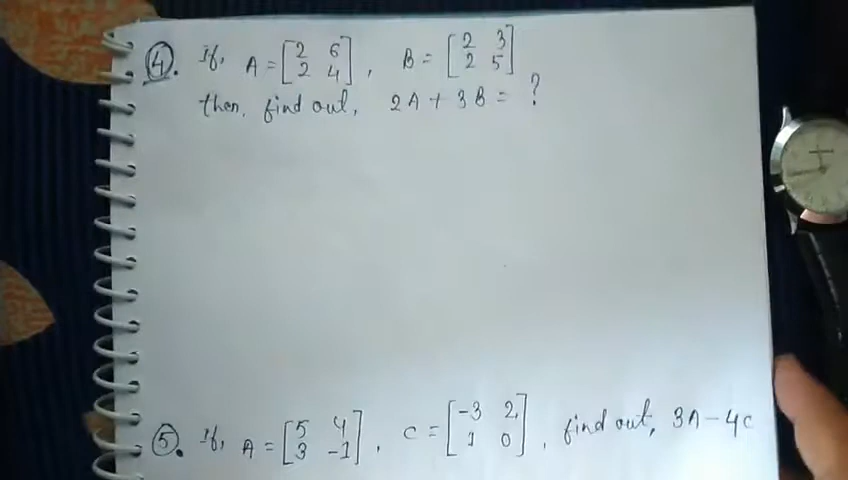 4. If, A = [2 6 2 4], B = [2 3 2 5]
then, find out, 2A + 3B = ?
5. If, A = [5 4 3 -1], C = [-3 2 1 0], find out, 3A - 4C